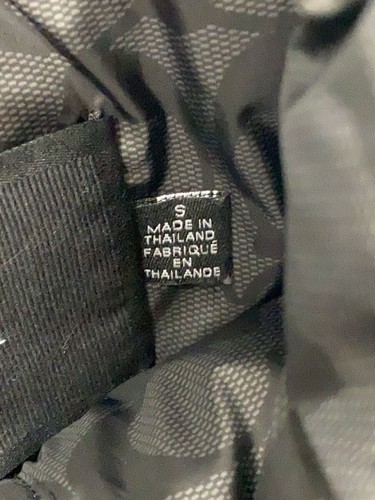 S
MADE IN
THAILAND
FABRIQUÉ
EN
THAILANDE